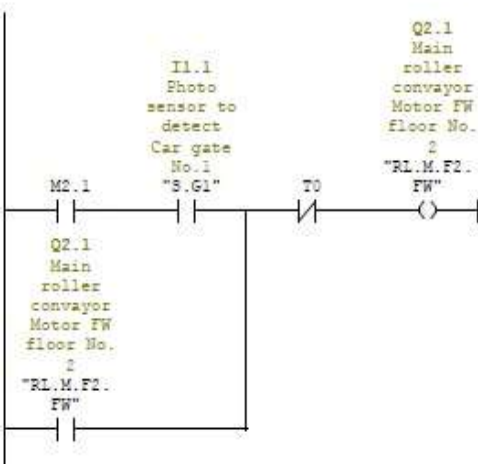 Q2.1
Main
roller
convayor
Motor FW
floor No.
2
"RL.M.F2.
FW"
I1.1
Photo
sensor to
detect
Car gate
No.1
"S.G1"
M2.1
T0
Q2.1
Main
roller
convayor
Motor FW
floor No.
2
"RL.M.F2.
FW"